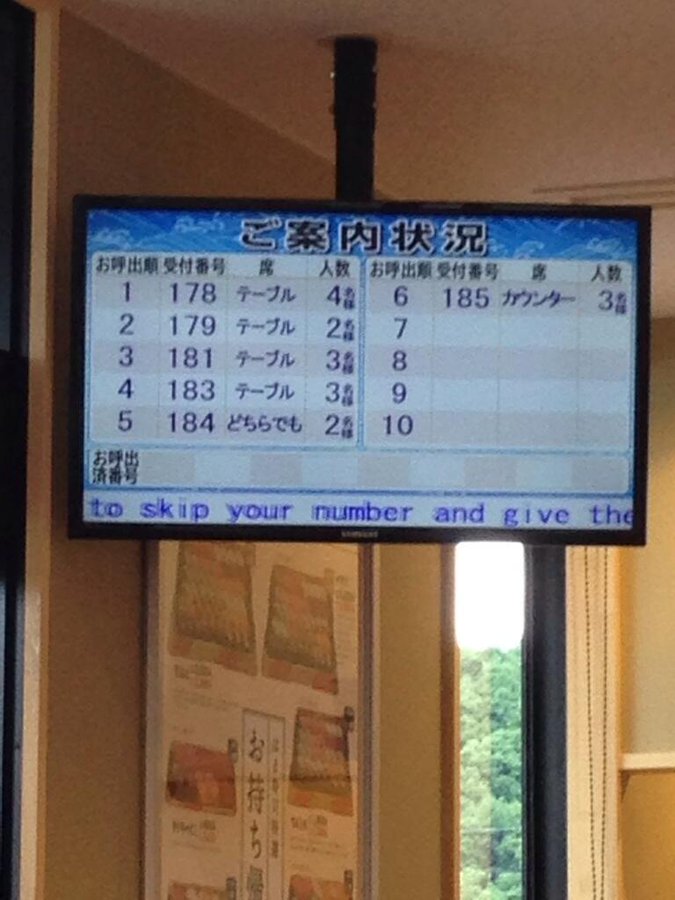 ご案内状況
お呼出順 受付番号 席 人数
1 178 テーブル 4名様
2 179 テーブル 2名様
3 181 テーブル 3名様
4 183 テーブル 3名様
5 184 どちらでも 2名様
お呼出順 受付番号 席 人数
6 185 カウンター 3名様
7
8
9
10
お呼出
済番号
to skip your number and give the
SAMSUNG
お持ち帰